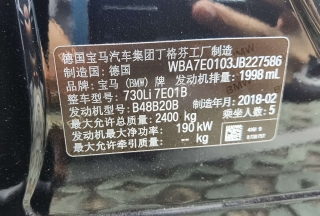 德国宝马汽车集团丁格芬工厂制造
制造国：德国 WBA7E0103JB227586
品牌：宝马（BMW）牌 发动机排量：1998 mL
整车型号：730Li 7E01B
发动机型号：B48B20B 制造年月：2018-02
最大允许总质量：2400 kg 乘坐人数：5
发动机最大净功率：190 kW
最大允许牵引质量： -- kg